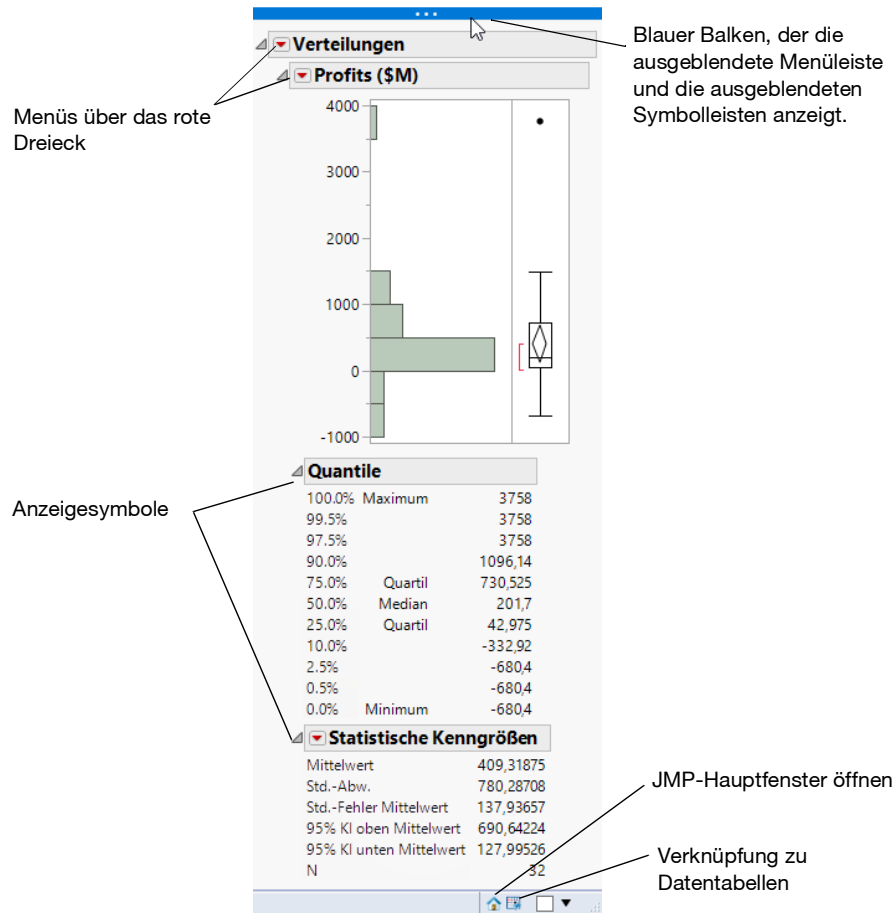 Blauer Balken, der die
ausgeblendete Menüleiste
und die ausgeblendeten
Symbolleisten anzeigt.
Verteilungen
Profits ($M)
Menüs über das rote
Dreieck
4000
3000
2000
1000
0
-1000
Anzeigesymbole
Quantile
100.0% Maximum 3758
99.5% 3758
97.5% 3758
90.0% 1096,14
75.0% Quartil 730,525
50.0% Median 201,7
25.0% Quartil 42,975
10.0% -332,92
2.5% -680,4
0.5% -680,4
0.0% Minimum -680,4
Statistische Kenngrößen
Mittelwert 409,31875
Std.-Abw. 780,28708
Std.-Fehler Mittelwert 137,93657
95% KI oben Mittelwert 690,64224
95% KI unten Mittelwert 127,99526
N 32
JMP-Hauptfenster öffnen
Verknüpfung zu
Datentabellen